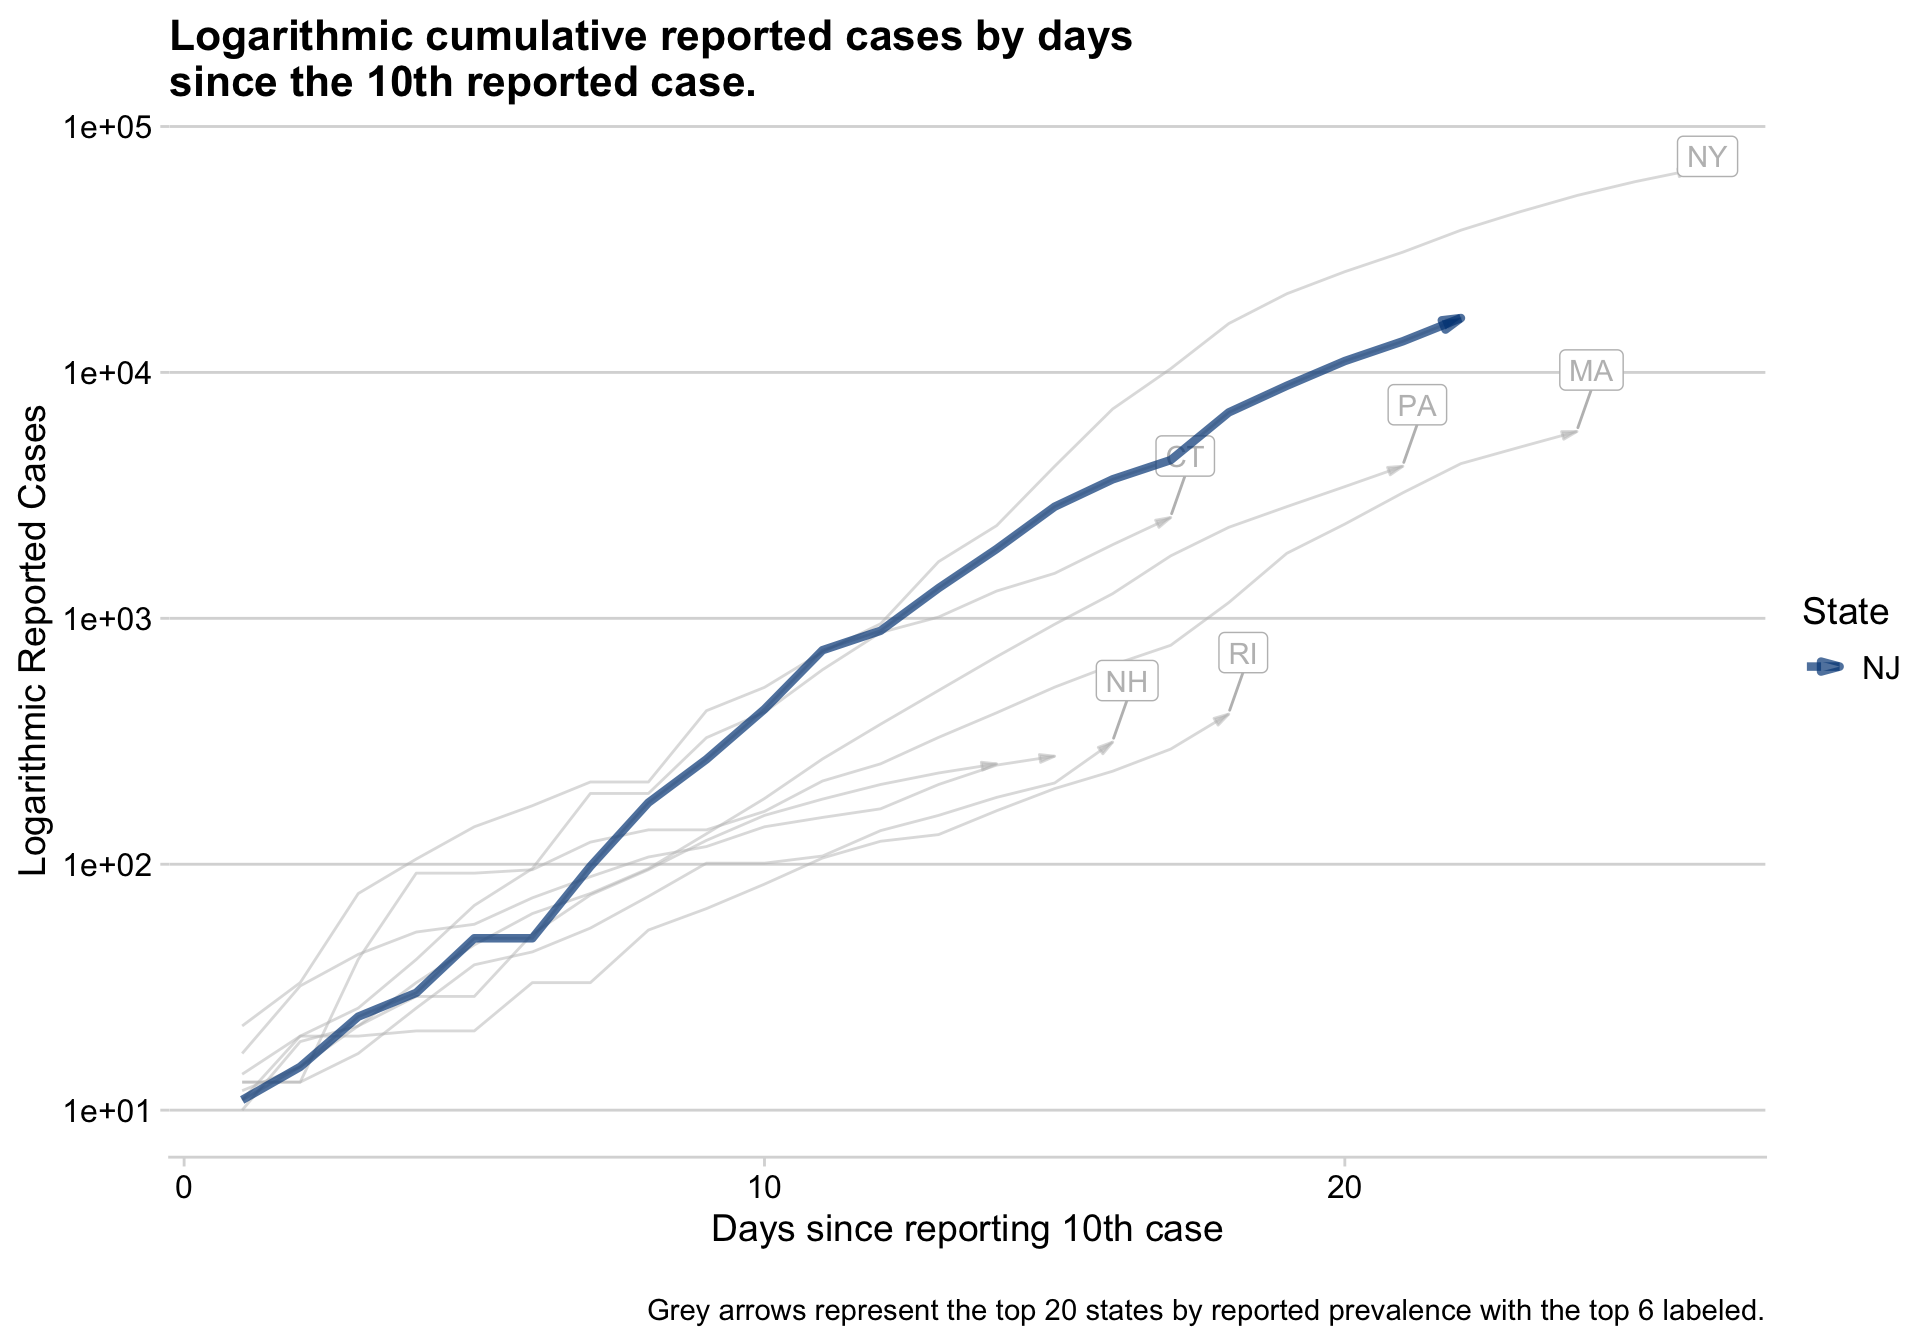 Logarithmic cumulative reported cases by days
since the 10th reported case.
1e+05
NY
1e+04
MA
PA
CT
1e+03
RI
NH
1e+02
1e+01
Logarithmic Reported Cases
State
NJ
0 10 20
Days since reporting 10th case
Grey arrows represent the top 20 states by reported prevalence with the top 6 labeled.